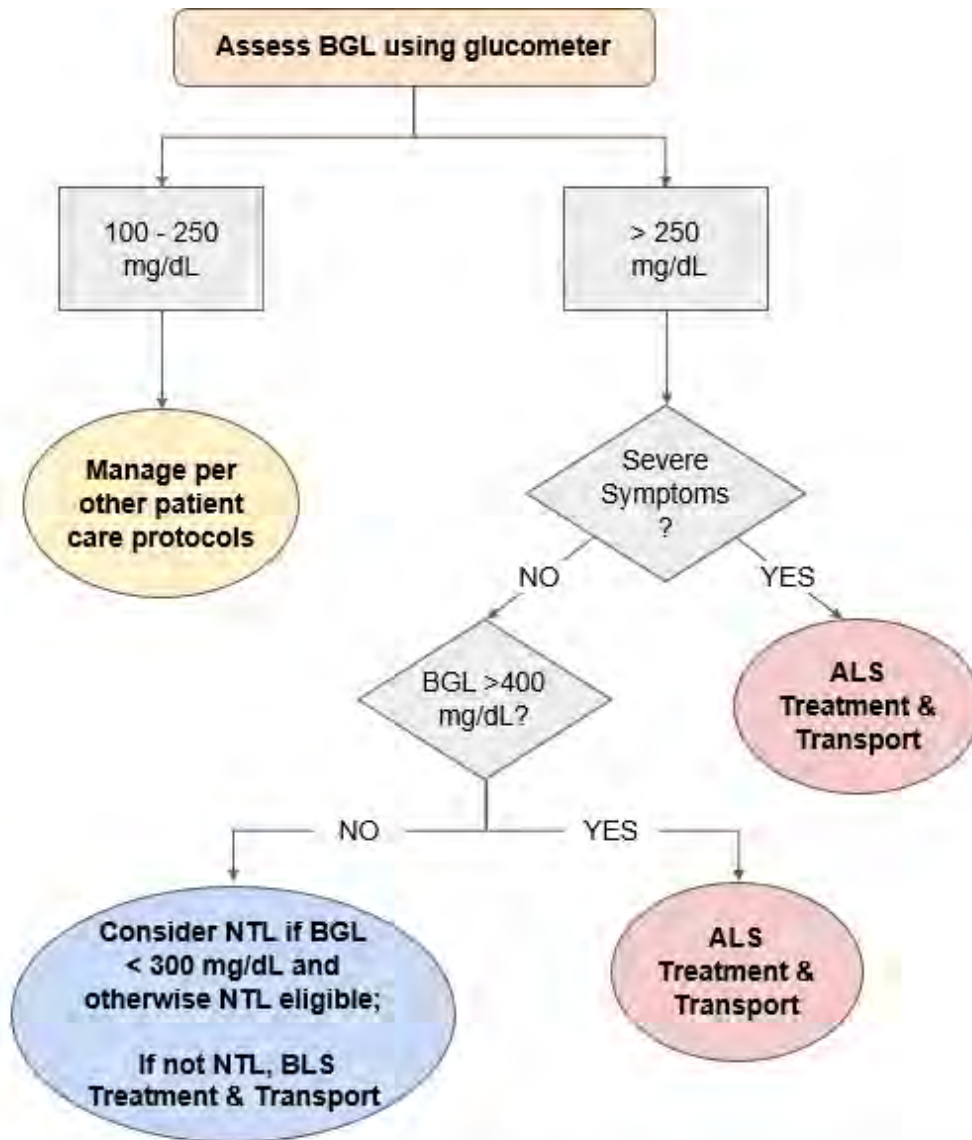 Assess BGL using glucometer
100 - 250
mg/dL
> 250
mg/dL
Manage per
other patient
care protocols
Severe
Symptoms
?
NO
YES
BGL >400
mg/dL?
ALS
Treatment &
Transport
NO
YES
Consider NTL if BGL
< 300 mg/dL and
otherwise NTL eligible;
If not NTL, BLS
Treatment & Transport
ALS
Treatment &
Transport